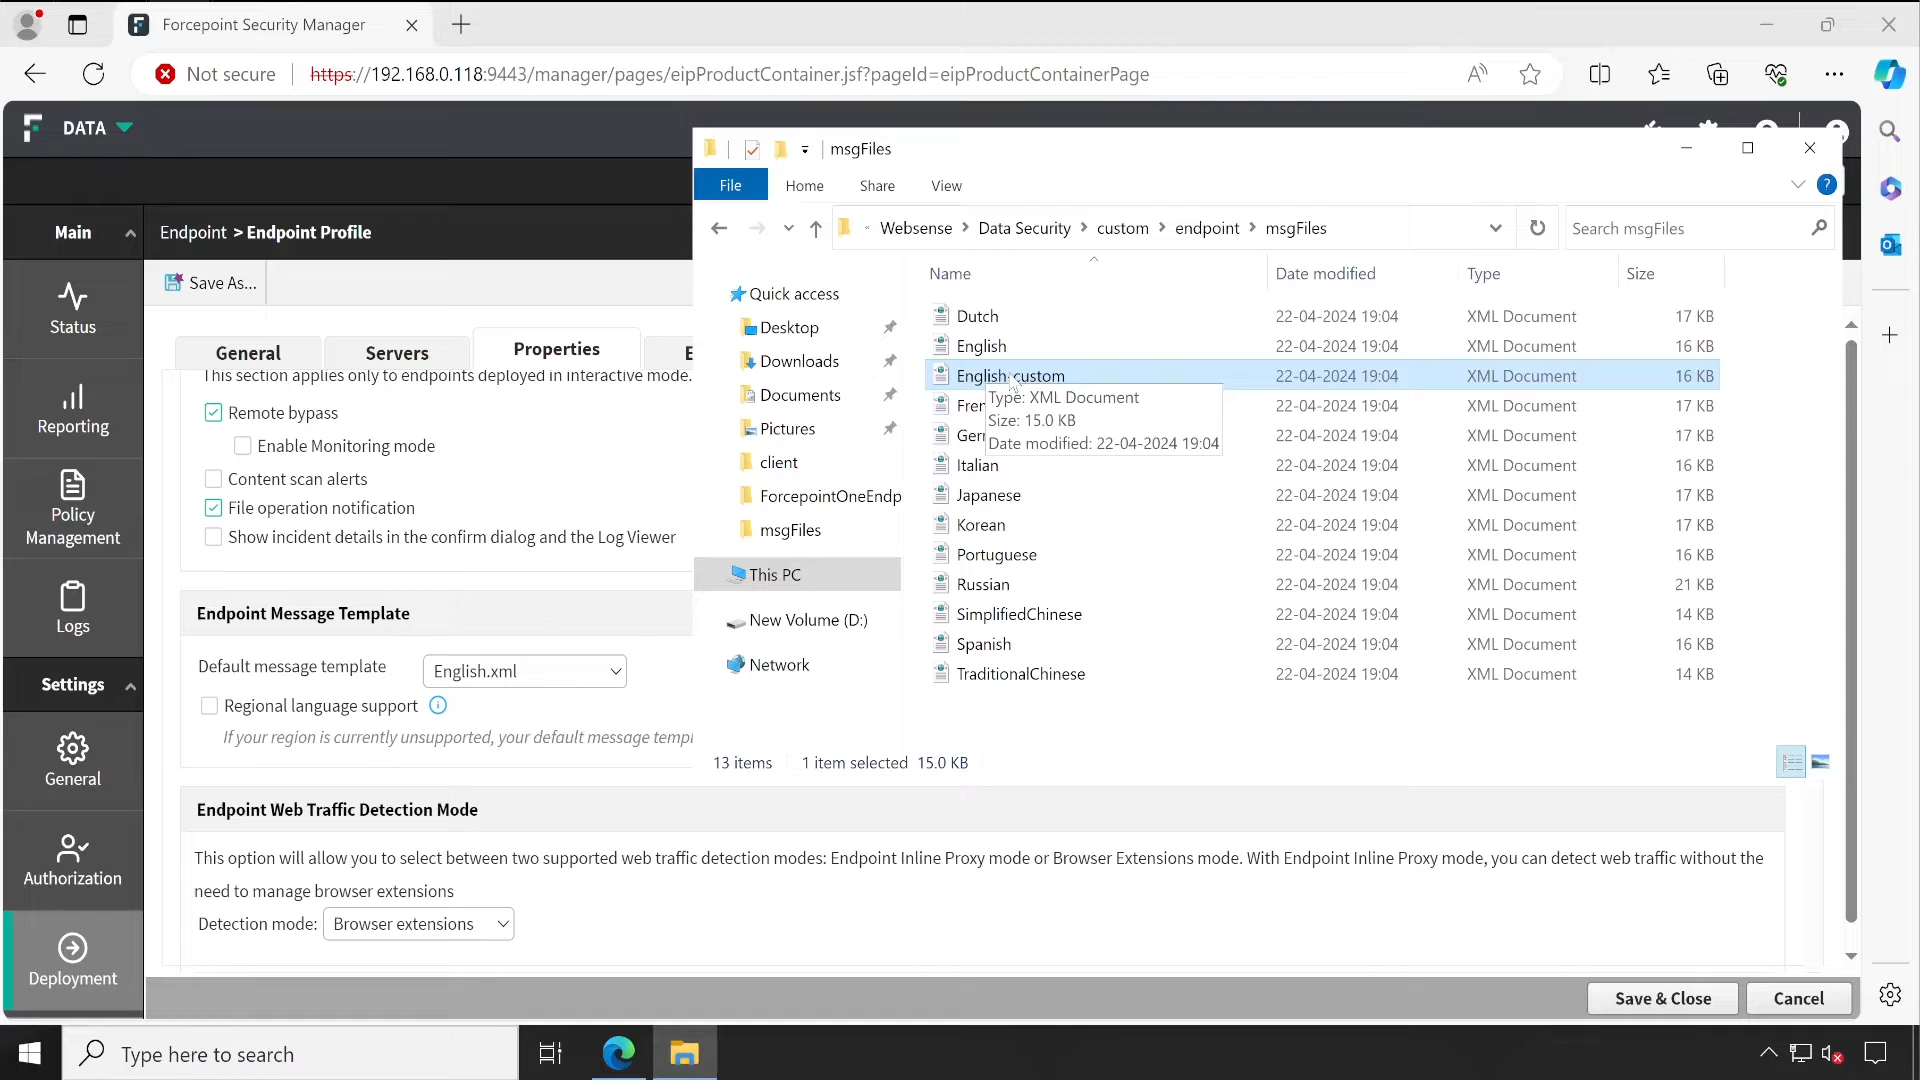 Forcepoint Security Manager
Not secure
https://192.168.0.118:9443/manager/pages/eipProductContainer.jsf?pageId=eipProductContainerPage
DATA
Main
Endpoint > Endpoint Profile
Save As...
General
Servers
Properties
E
This section applies only to endpoints deployed in interactive mode.
Remote bypass
Enable Monitoring mode
Content scan alerts
File operation notification
Show incident details in the confirm dialog and the Log Viewer
Endpoint Message Template
Default message template
English.xml
Regional language support
If your region is currently unsupported, your default message templ
Endpoint Web Traffic Detection Mode
This option will allow you to select between two supported web traffic detection modes: Endpoint Inline Proxy mode or Browser Extensions mode. With Endpoint Inline Proxy mode, you can detect web traffic without the
need to manage browser extensions
Detection mode:
Browser extensions
Save & Close
Cancel
Status
Reporting
Policy
Management
Logs
Settings
General
Authorization
Deployment
msgFiles
File
Home
Share
View
Websense > Data Security > custom > endpoint > msgFiles
Search msgFiles
Name
Date modified
Type
Size
Quick access
Desktop
Downloads
Documents
Pictures
client
ForcepointOneEndp
msgFiles
This PC
New Volume (D:)
Network
Dutch 22-04-2024 19:04 XML Document 17 KB
English 22-04-2024 19:04 XML Document 16 KB
English-custom 22-04-2024 19:04 XML Document 16 KB
Fren 22-04-2024 19:04 XML Document 17 KB
Ger 22-04-2024 19:04 XML Document 17 KB
Italian 22-04-2024 19:04 XML Document 16 KB
Japanese 22-04-2024 19:04 XML Document 17 KB
Korean 22-04-2024 19:04 XML Document 17 KB
Portuguese 22-04-2024 19:04 XML Document 16 KB
Russian 22-04-2024 19:04 XML Document 21 KB
SimplifiedChinese 22-04-2024 19:04 XML Document 14 KB
Spanish 22-04-2024 19:04 XML Document 16 KB
TraditionalChinese 22-04-2024 19:04 XML Document 14 KB
Type: XML Document
Size: 15.0 KB
Date modified: 22-04-2024 19:04
13 items
1 item selected 15.0 KB
Type here to search